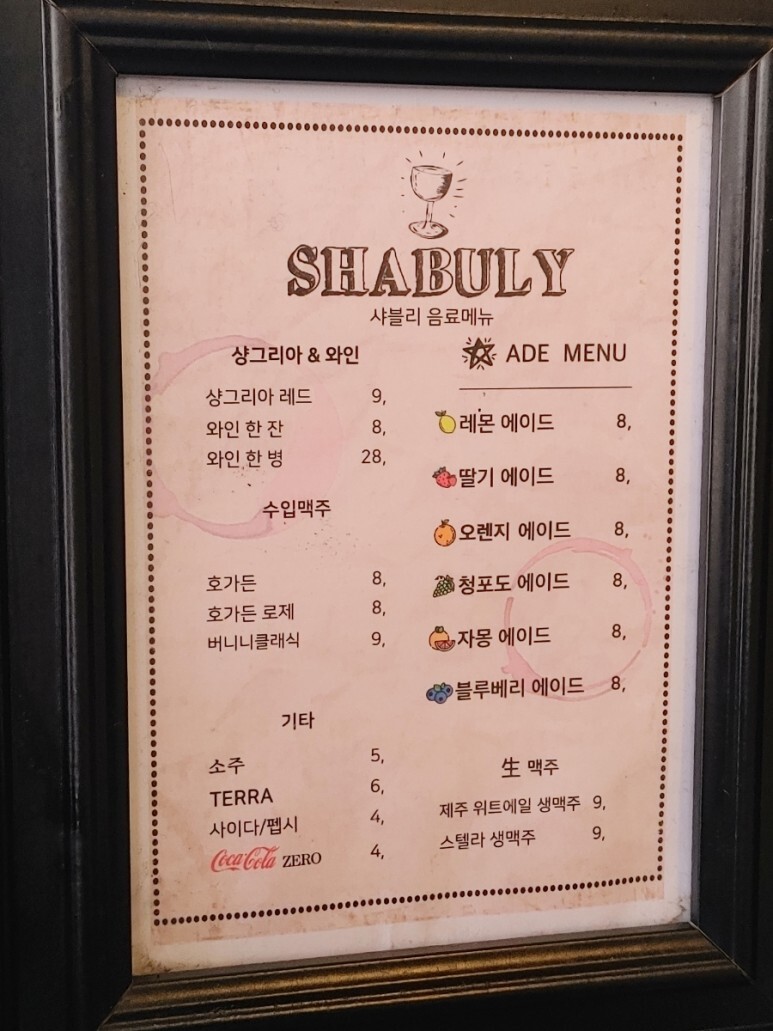 SHABULY
샤블리 음료메뉴
샹그리아 & 와인
샹그리아 레드 9,
와인 한 잔 8,
와인 한 병 28,
수입맥주
호가든 8,
호가든 로제 8,
버니니클래식 9,
기타
소주 5,
TERRA 6,
사이다/펩시 4,
Coca-Cola ZERO 4,
ADE MENU
레몬 에이드 8,
딸기 에이드 8,
오렌지 에이드 8,
청포도 에이드 8,
자몽 에이드 8,
블루베리 에이드 8,
生 맥주
제주 위트에일 생맥주 9,
스텔라 생맥주 9,